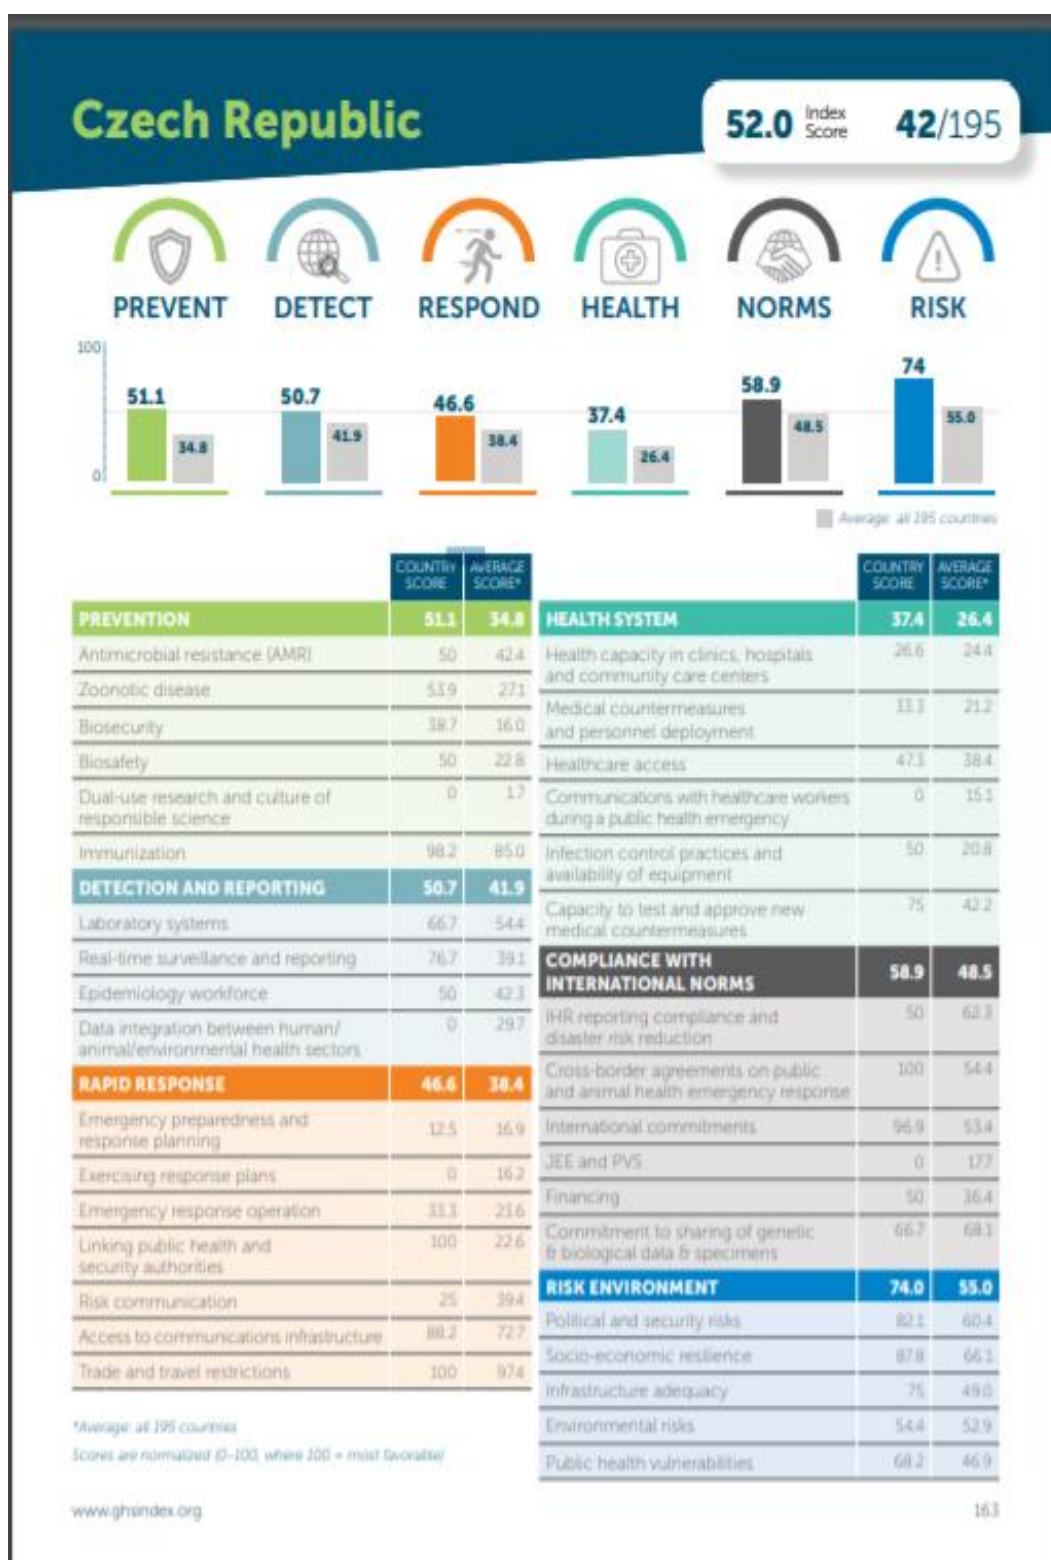 Czech Republic
52.0 Index Score 42/195
PREVENT DETECT RESPOND HEALTH NORMS RISK
100
0
51.1 34.8
50.7 41.9
46.6 38.4
37.4 26.4
58.9 48.5
74 55.0
Average: all 195 countries
COUNTRY SCORE AVERAGE SCORE*
PREVENTION 51.1 34.8
Antimicrobial resistance (AMR) 50 42.4
Zoonotic disease 53.9 27.1
Biosecurity 38.7 16.0
Biosafety 50 22.8
Dual-use research and culture of
responsible science 0 1.7
Immunization 98.2 85.0
DETECTION AND REPORTING 50.7 41.9
Laboratory systems 66.7 54.4
Real-time surveillance and reporting 76.7 39.1
Epidemiology workforce 50 42.3
Data integration between human/
animal/environmental health sectors 0 29.7
RAPID RESPONSE 46.6 38.4
Emergency preparedness and
response planning 12.5 16.9
Exercising response plans 0 16.2
Emergency response operation 33.3 23.6
Linking public health and
security authorities 100 22.6
Risk communication 25 39.4
Access to communications infrastructure 88.2 72.7
Trade and travel restrictions 100 97.4
*Average: all 195 countries
Scores are normalized (0–100, where 100 = most favorable)
COUNTRY SCORE AVERAGE SCORE*
HEALTH SYSTEM 37.4 26.4
Health capacity in clinics, hospitals
and community care centers 26.6 24.4
Medical countermeasures
and personnel deployment 33.3 21.2
Healthcare access 47.3 38.4
Communications with healthcare workers
during a public health emergency 0 15.1
Infection control practices and
availability of equipment 50 20.8
Capacity to test and approve new
medical countermeasures 75 42.2
COMPLIANCE WITH
INTERNATIONAL NORMS 58.9 48.5
IHR reporting compliance and
disaster risk reduction 50 62.3
Cross-border agreements on public
and animal health emergency response 100 54.4
International commitments 96.9 53.4
JEE and PVS 0 17.7
Financing 50 36.4
Commitment to sharing of genetic
& biological data & specimens 66.7 68.1
RISK ENVIRONMENT 74.0 55.0
Political and security risks 82.1 60.4
Socio-economic resilience 87.8 66.1
Infrastructure adequacy 75 49.0
Environmental risks 54.4 52.9
Public health vulnerabilities 68.2 46.9
www.ghsindex.org
163